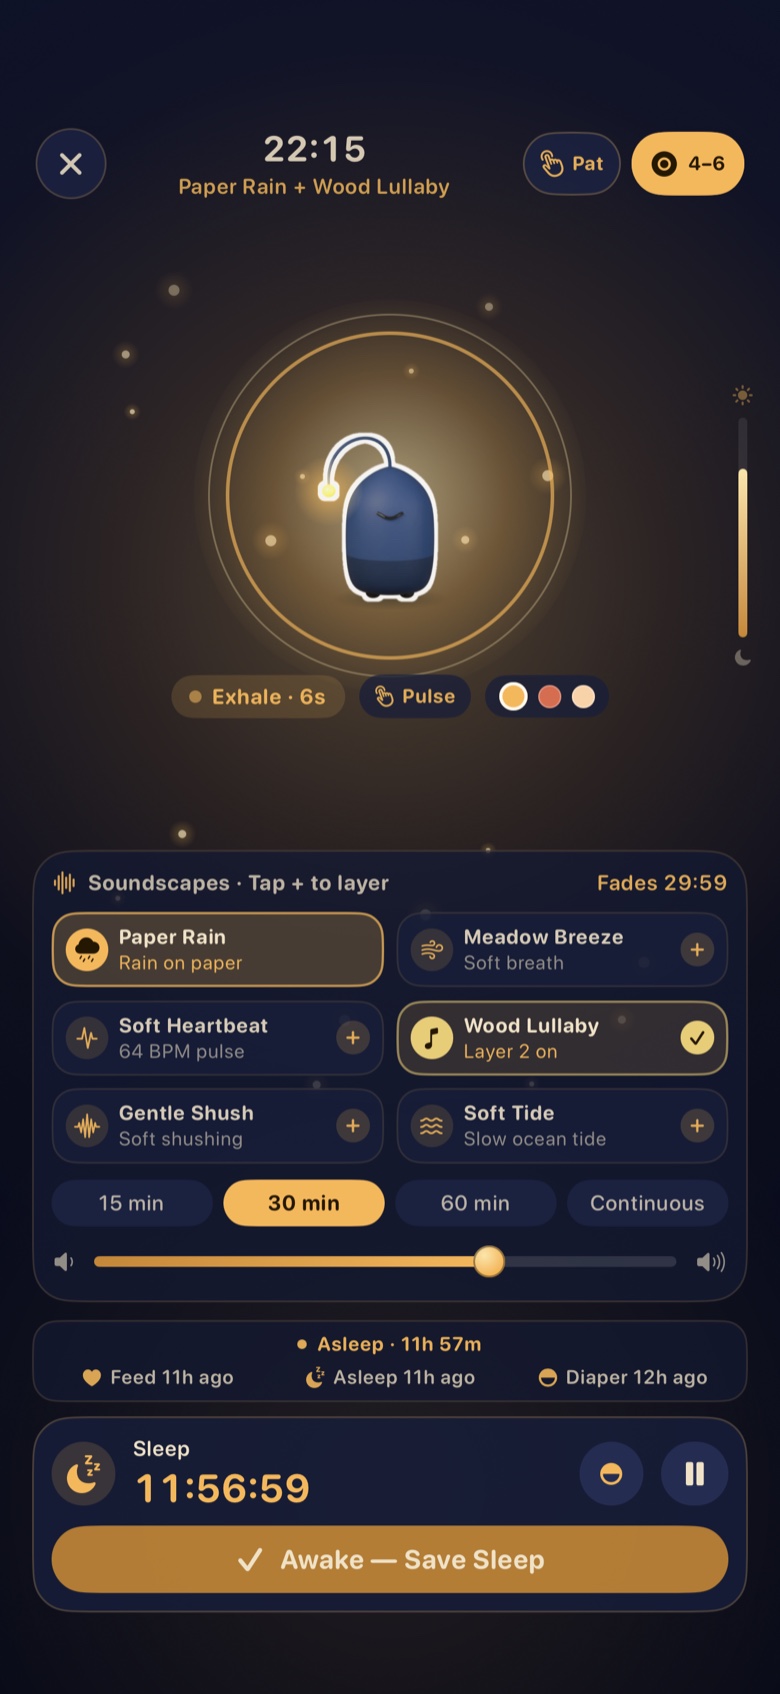 22:15
Paper Rain + Wood Lullaby
Pat
4–6
Exhale · 6s
Pulse
Soundscapes · Tap + to layer
Fades 29:59
Paper Rain
Rain on paper
Meadow Breeze
Soft breath
Soft Heartbeat
64 BPM pulse
Wood Lullaby
Layer 2 on
Gentle Shush
Soft shushing
Soft Tide
Slow ocean tide
15 min
30 min
60 min
Continuous
Asleep · 11h 57m
Feed 11h ago
Asleep 11h ago
Diaper 12h ago
Sleep
11:56:59
Awake — Save Sleep